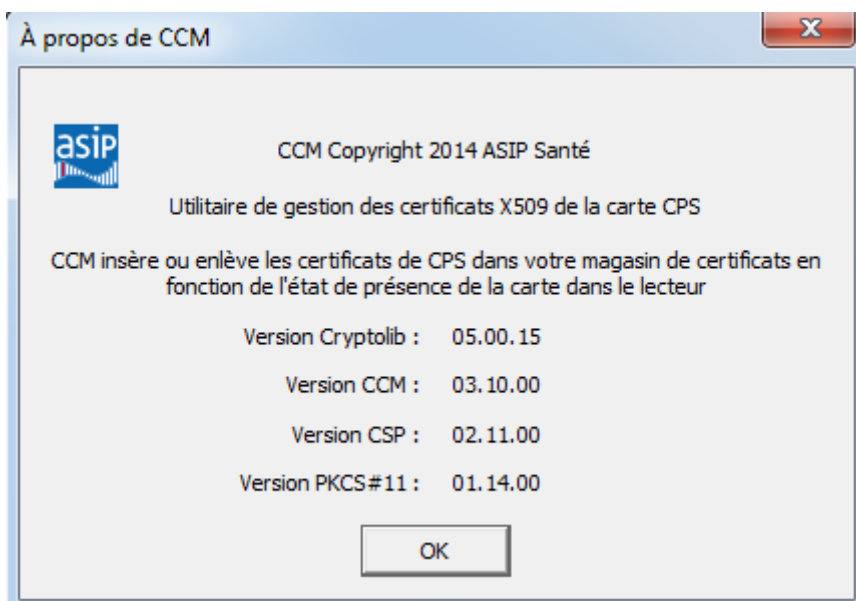 À propos de CCM
asip
CCM Copyright 2014 ASIP Santé
Utilitaire de gestion des certificats X509 de la carte CPS
CCM insère ou enlève les certificats de CPS dans votre magasin de certificats en
fonction de l'état de présence de la carte dans le lecteur
Version Cryptolib : 05.00.15
Version CCM : 03.10.00
Version CSP : 02.11.00
Version PKCS#11 : 01.14.00
OK